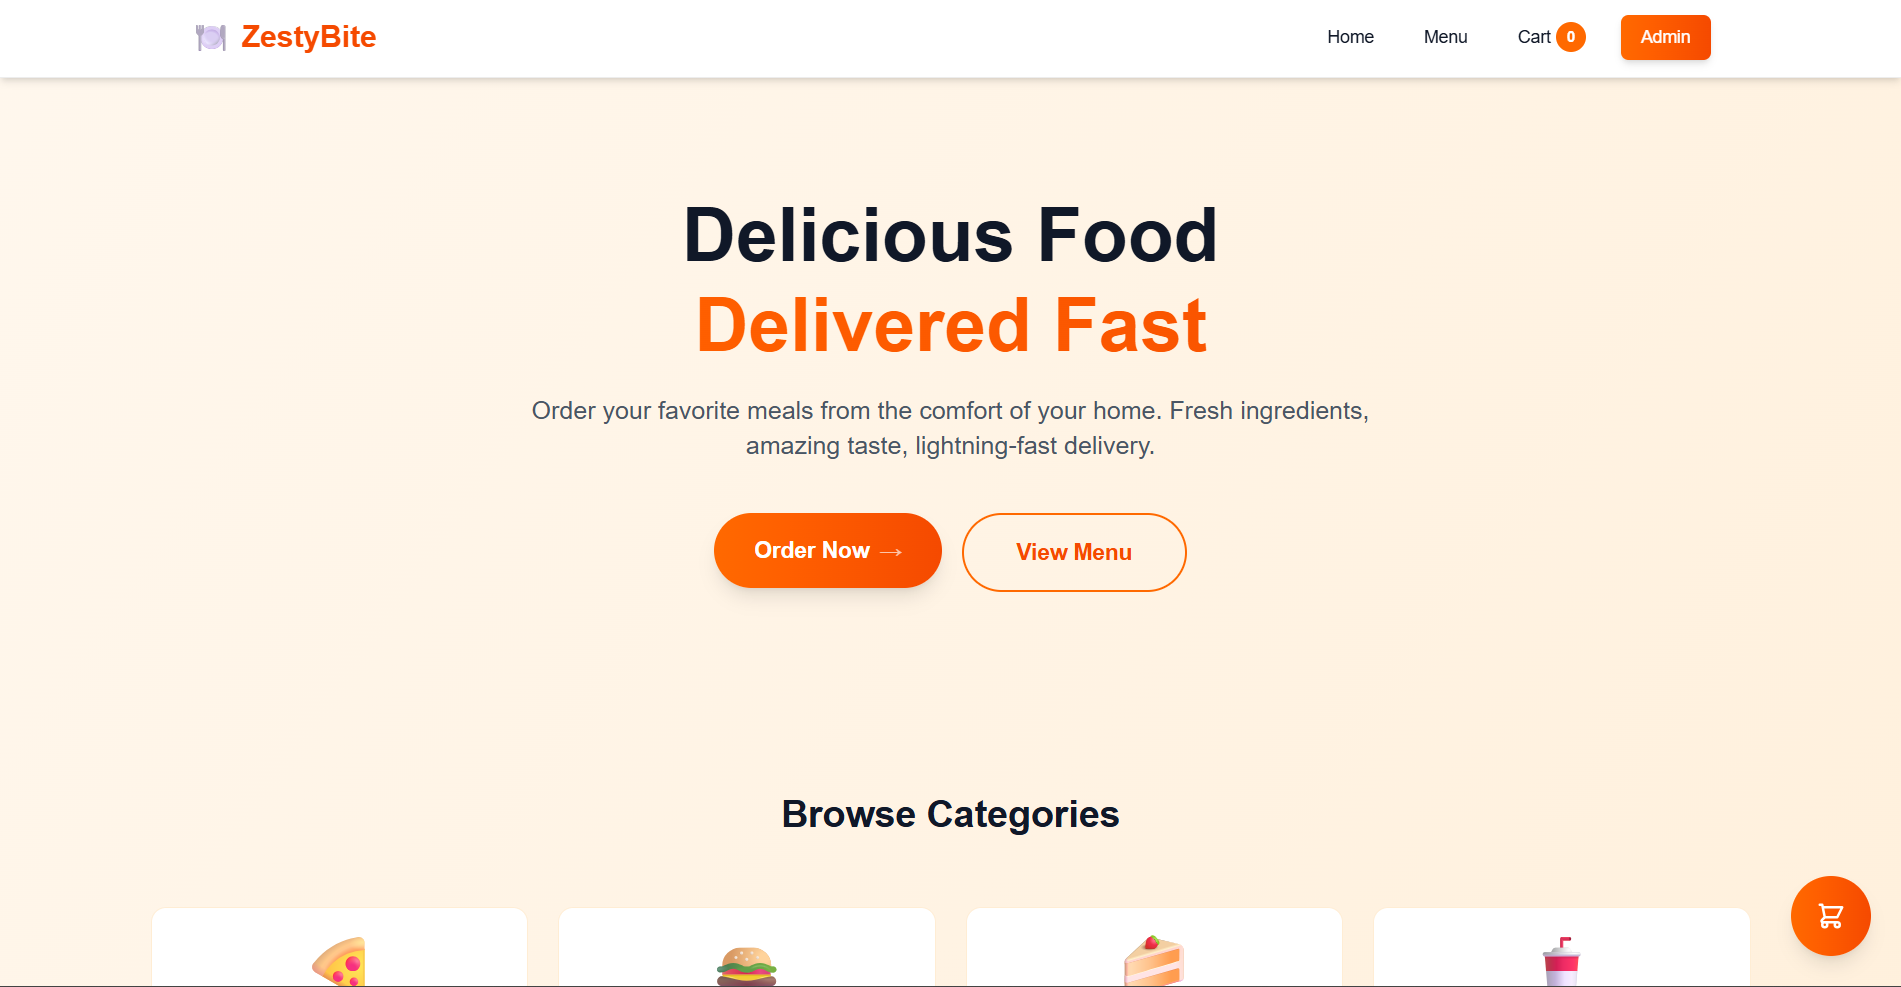 ZestyBite
Home
Menu
Cart 0
Admin
Delicious Food
Delivered Fast
Order your favorite meals from the comfort of your home. Fresh ingredients,
amazing taste, lightning-fast delivery.
Order Now →
View Menu
Browse Categories